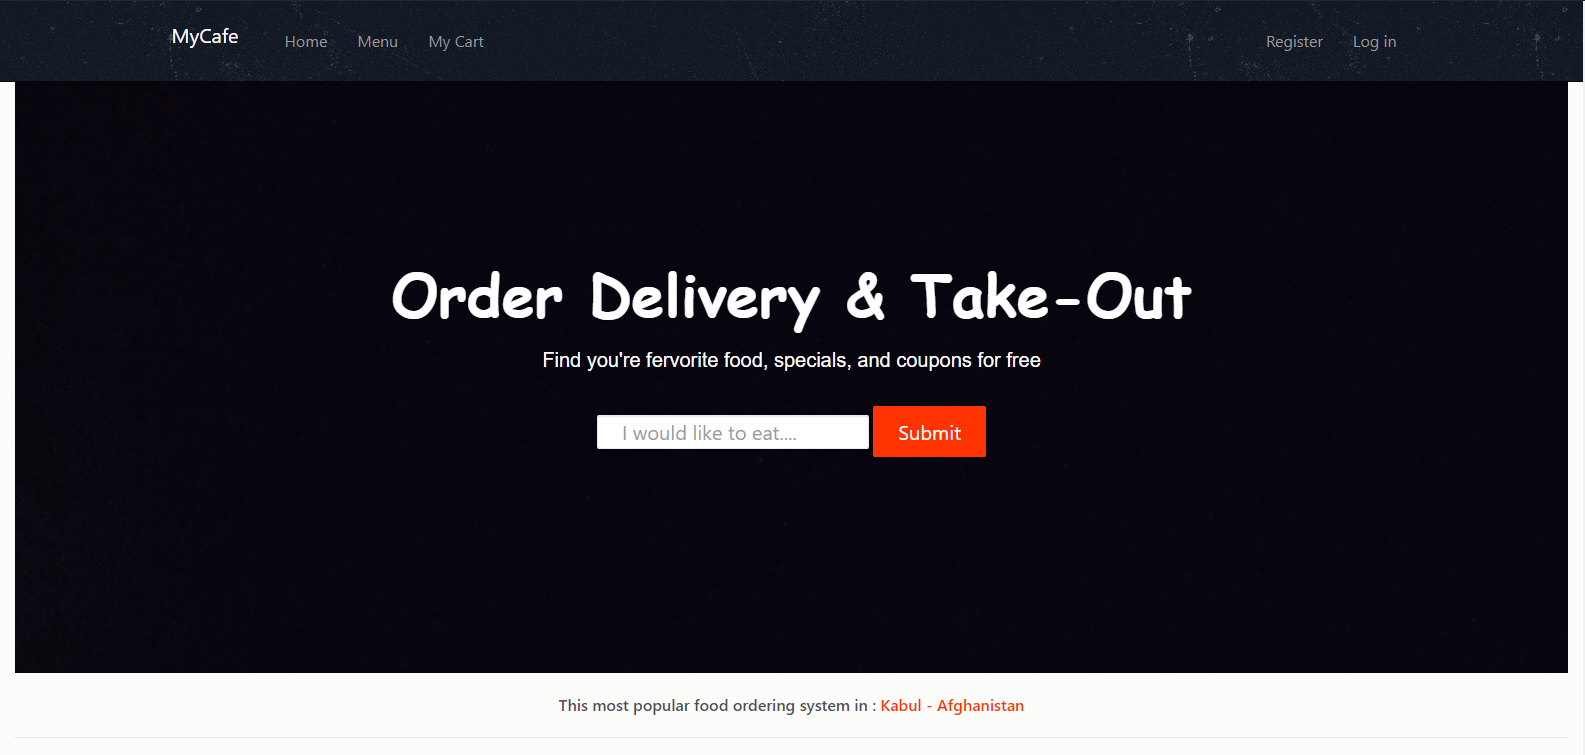 MyCafe Home Menu My Cart Register Log in
Order Delivery & Take-Out
Find you're fervorite food, specials, and coupons for free
I would like to eat.... Submit
This most popular food ordering system in : Kabul - Afghanistan